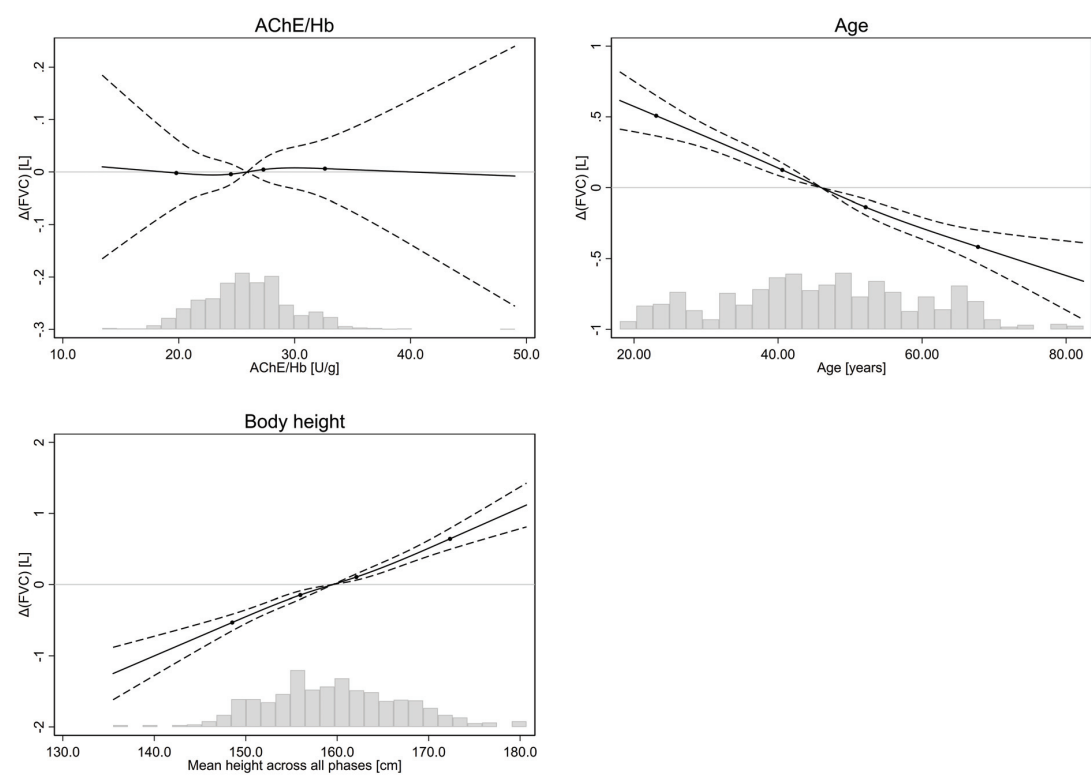 AChE/Hb
Δ(FVC) [L]
.2
.1
0
-.1
-.2
-.3
10.0 20.0 30.0 40.0 50.0
AChE/Hb [U/g]
Age
Δ(FVC) [L]
1
.5
0
-.5
-1
20.00 40.00 60.00 80.00
Age [years]
Body height
Δ(FVC) [L]
2
1
0
-1
-2
130.0 140.0 150.0 160.0 170.0 180.0
Mean height across all phases [cm]